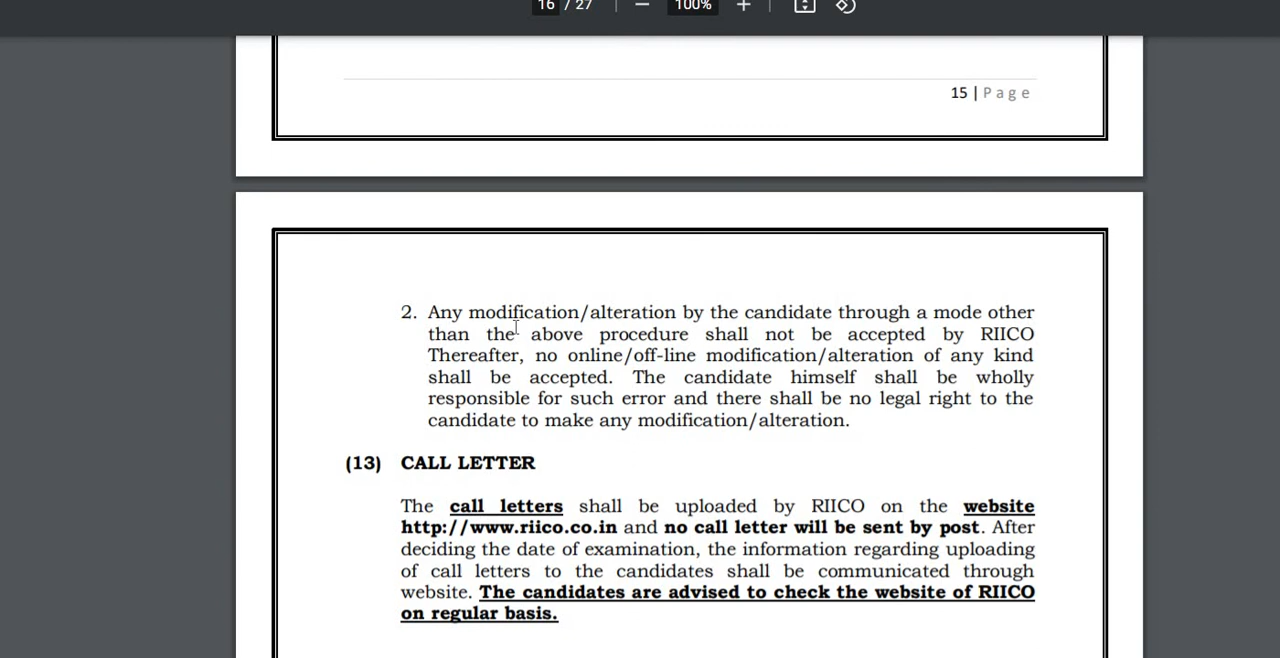 16 / 27 | − 100% + |
15 | Page
2. Any modification/alteration by the candidate through a mode other
than the above procedure shall not be accepted by RIICO
Thereafter, no online/off-line modification/alteration of any kind
shall be accepted. The candidate himself shall be wholly
responsible for such error and there shall be no legal right to the
candidate to make any modification/alteration.
(13) CALL LETTER
The call letters shall be uploaded by RIICO on the website
http://www.riico.co.in and no call letter will be sent by post. After
deciding the date of examination, the information regarding uploading
of call letters to the candidates shall be communicated through
website. The candidates are advised to check the website of RIICO
on regular basis.